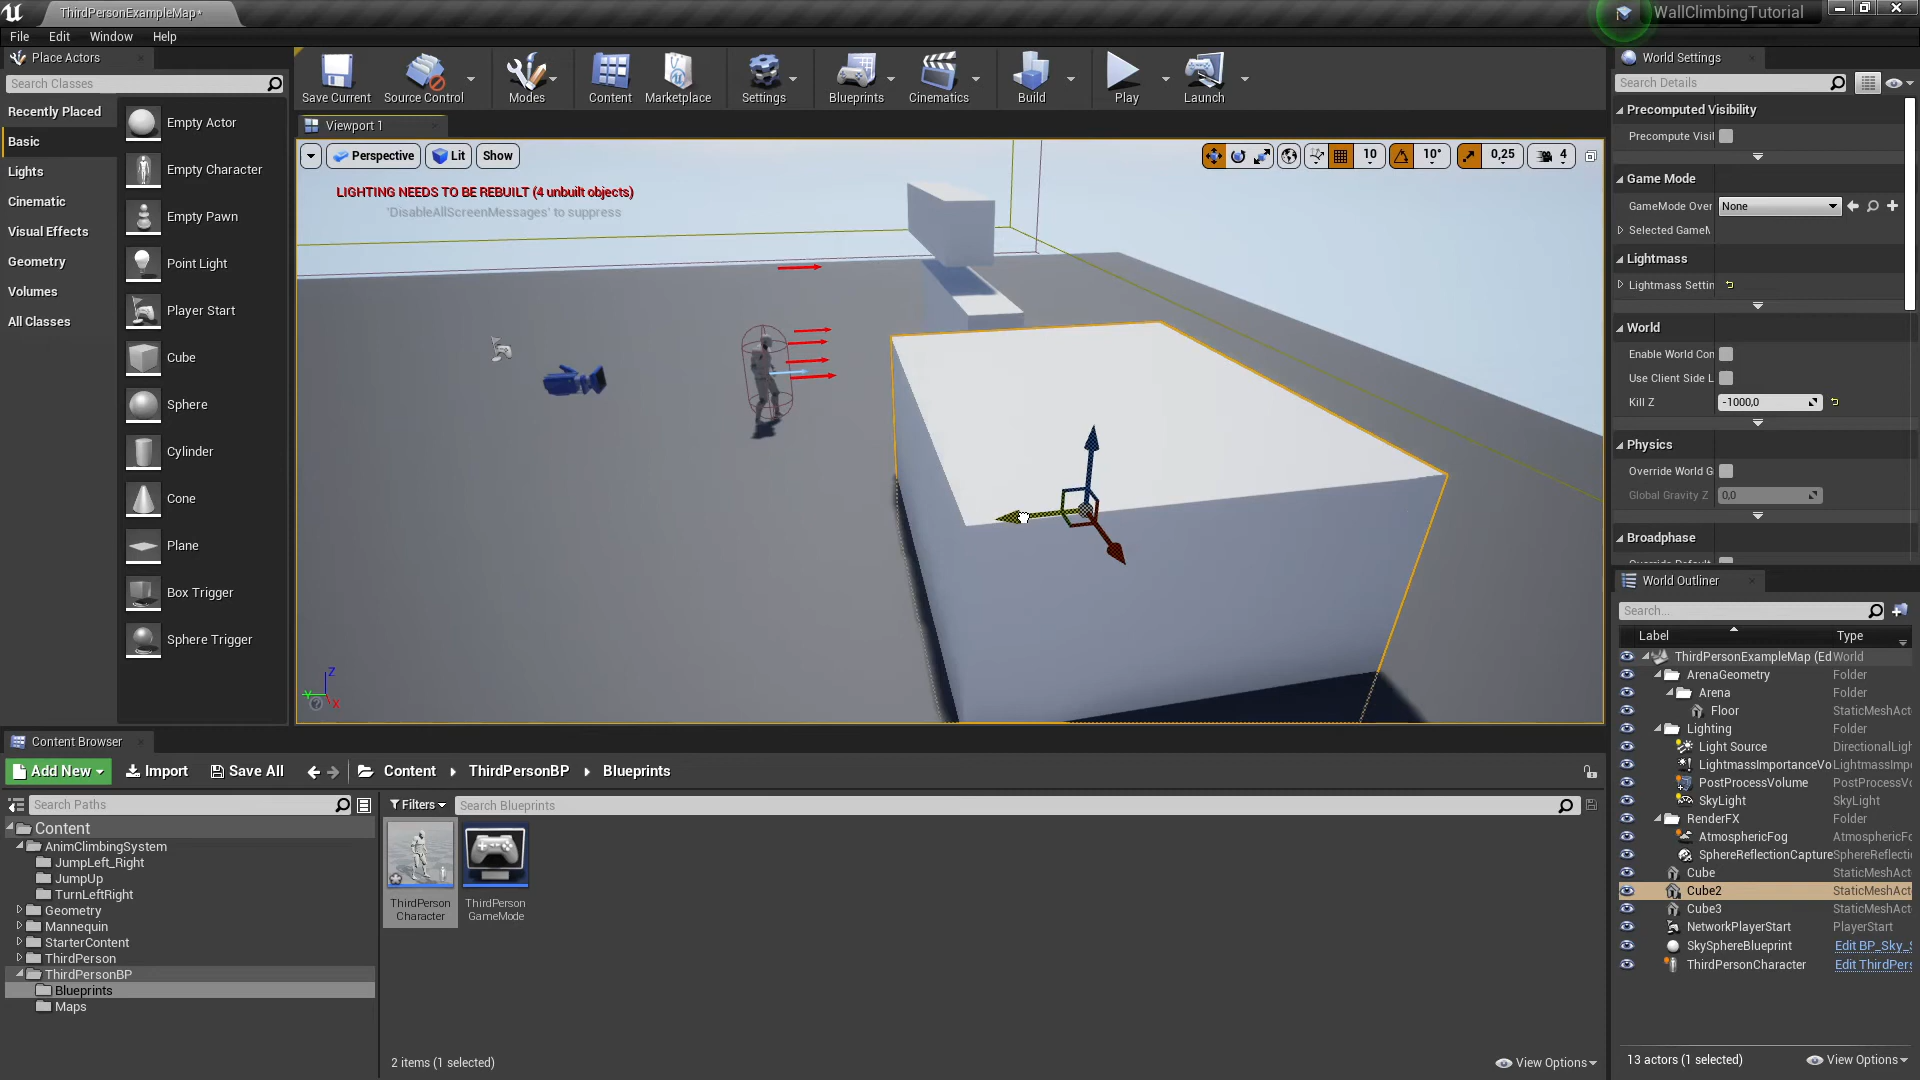 ThirdPersonExampleMap*
WallClimbingTutorial
File Edit Window Help
Place Actors
Search Classes
Recently Placed
Basic
Lights
Cinematic
Visual Effects
Geometry
Volumes
All Classes
Empty Actor
Empty Character
Empty Pawn
Point Light
Player Start
Cube
Sphere
Cylinder
Cone
Plane
Box Trigger
Sphere Trigger
Save Current
Source Control
Modes
Content
Marketplace
Settings
Blueprints
Cinematics
Build
Play
Launch
Viewport 1
Perspective Lit Show
10 10° 0,25 4
LIGHTING NEEDS TO BE REBUILT (4 unbuilt objects)
'DisableAllScreenMessages' to suppress
Z
Y
X
World Settings
Search Details
Precomputed Visibility
Precompute Visil
Game Mode
GameMode Over None
Selected GameM
Lightmass
Lightmass Settin
World
Enable World Con
Use Client Side L
Kill Z -1000,0
Physics
Override World G
Global Gravity Z 0,0
Broadphase
World Outliner
Search...
Label Type
ThirdPersonExampleMap (Ed World
ArenaGeometry Folder
Arena Folder
Floor StaticMeshAct
Lighting Folder
Light Source DirectionalLigh
LightmassImportanceVo LightmassImpo
PostProcessVolume PostProcessVo
SkyLight SkyLight
RenderFX Folder
AtmosphericFog AtmosphericFo
SphereReflectionCapture SphereReflecti
Cube StaticMeshAct
Cube2 StaticMeshAct
Cube3 StaticMeshAct
NetworkPlayerStart PlayerStart
SkySphereBlueprint Edit BP_Sky_S
ThirdPersonCharacter Edit ThirdPers
13 actors (1 selected) View Options
Content Browser
Add New Import Save All Content ThirdPersonBP Blueprints
Search Paths
Filters Search Blueprints
Content
AnimClimbingSystem
JumpLeft_Right
JumpUp
TurnLeftRight
Geometry
Mannequin
StarterContent
ThirdPerson
ThirdPersonBP
Blueprints
Maps
ThirdPerson
Character
ThirdPerson
GameMode
2 items (1 selected) View Options